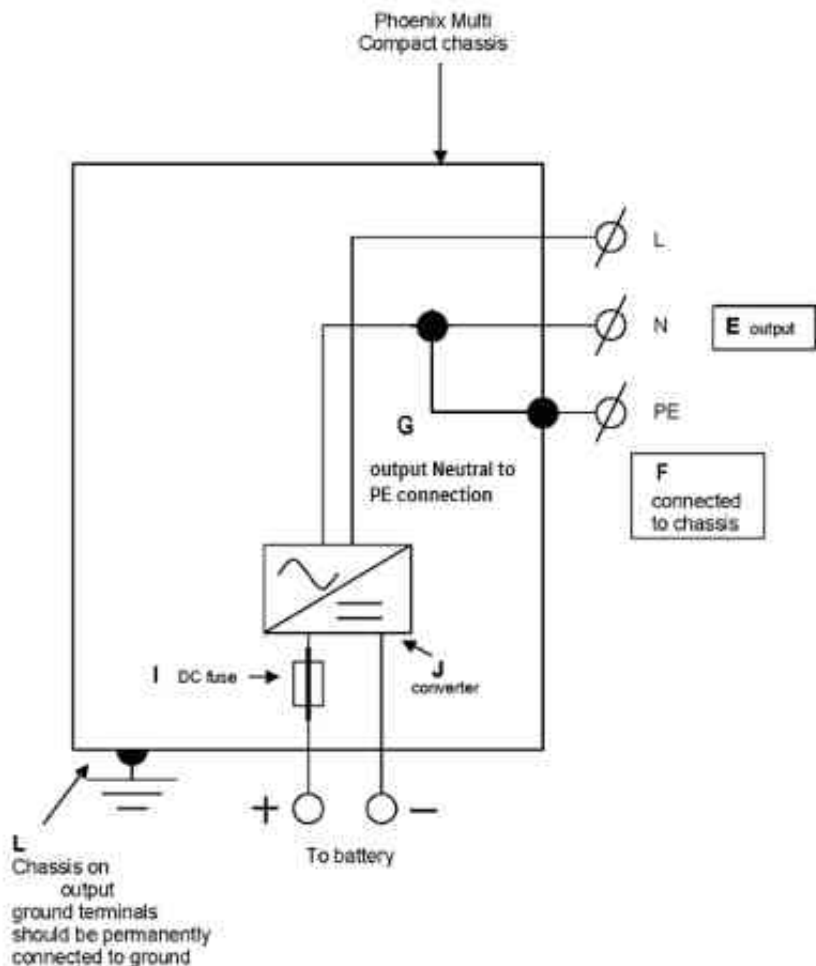 Phoenix Multi
Compact chassis
L
N
E output
PE
G
output Neutral to
PE connection
F
connected
to chassis
I DC fuse
J
converter
+
−
To battery
L
Chassis on
output
ground terminals
should be permanently
connected to ground